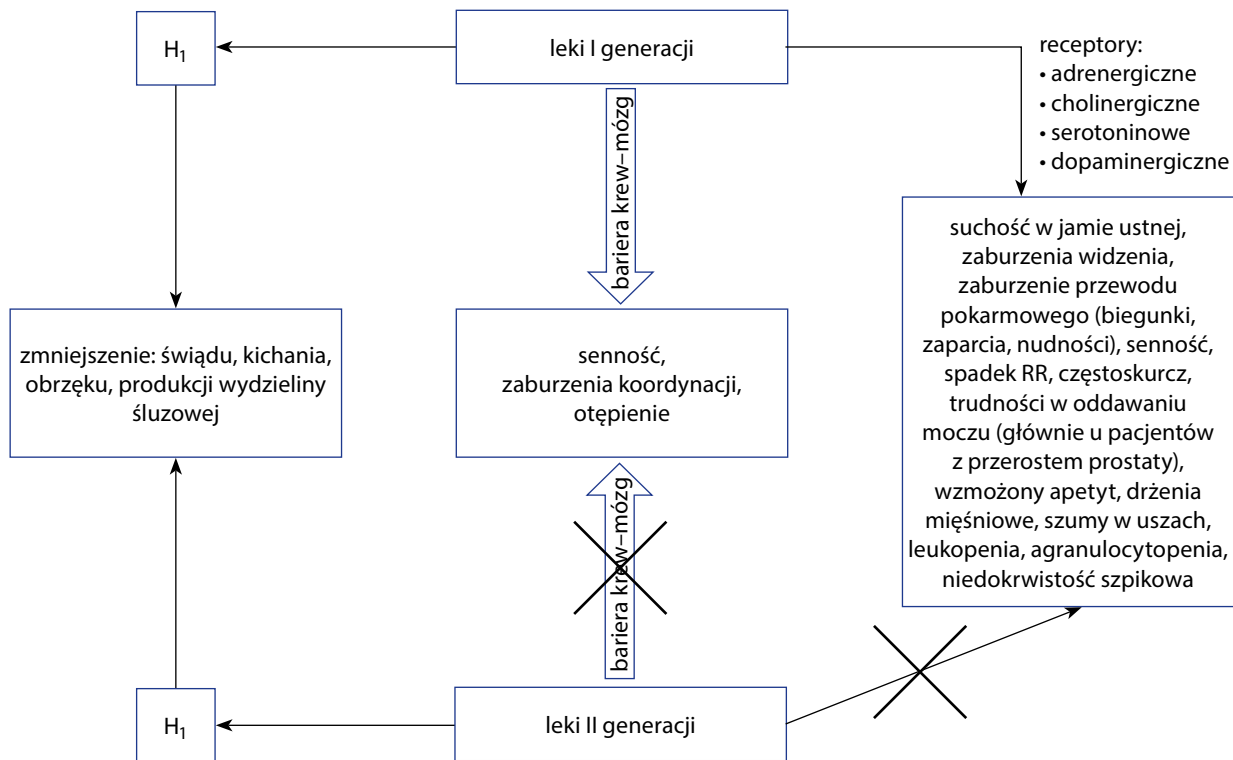 H₁
leki I generacji
receptory:
• adrenergiczne
• cholinergiczne
• serotoninowe
• dopaminergiczne
bariera krew–mózg
zmniejszenie: świądu, kichania,
obrzęku, produkcji wydzieliny
śluzowej
senność,
zaburzenia koordynacji,
otępienie
suchość w jamie ustnej,
zaburzenia widzenia,
zaburzenie przewodu
pokarmowego (biegunki,
zaparcia, nudności), senność,
spadek RR, częstoskurcz,
trudności w oddawaniu
moczu (głównie u pacjentów
z przerostem prostaty),
wzmożony apetyt, drżenia
mięśniowe, szumy w uszach,
leukopenia, agranulocytopenia,
niedokrwistość szpikowa
bariera krew–mózg
H₁
leki II generacji